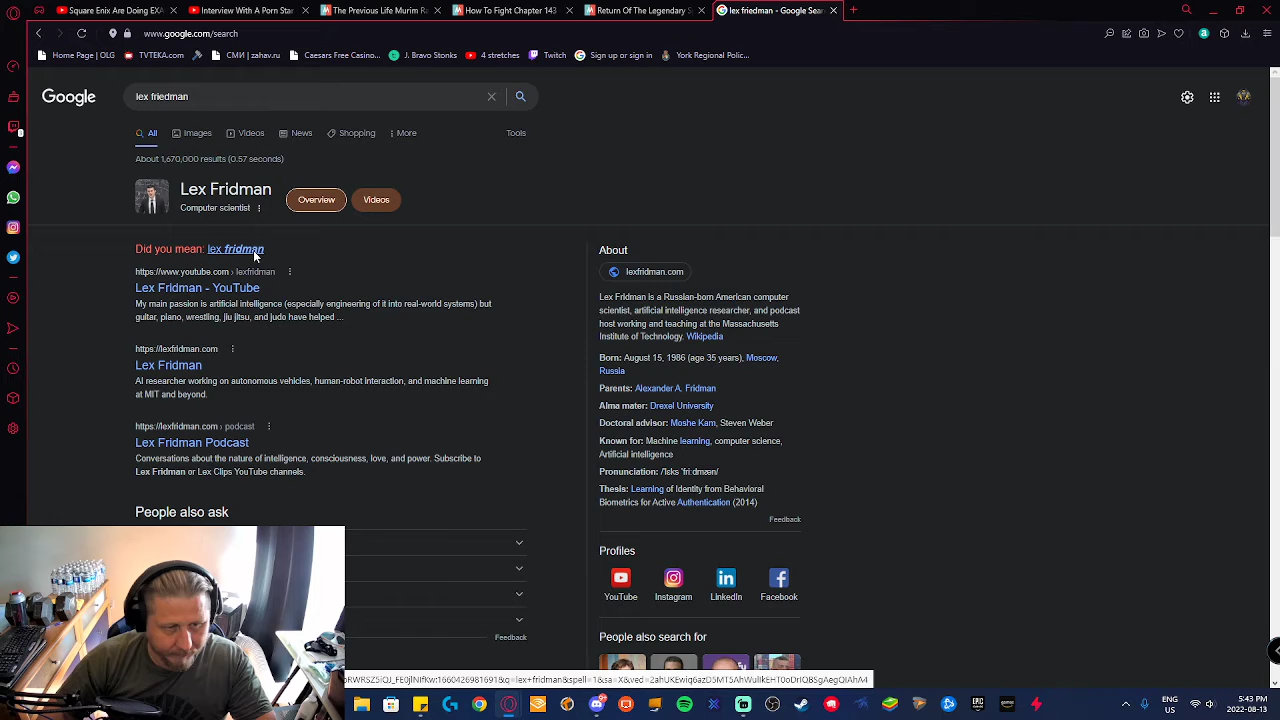 Square Enix Are Doing EXA
Interview With A Porn Star
The Previous Life Murim Ra
How To Fight Chapter 143
Return Of The Legendary S
lex friedman - Google Sear
www.google.com/search
Home Page | OLG
TVTEKA.com
СМИ | zahav.ru
Caesars Free Casino...
J. Bravo Stonks
4 stretches
Twitch
Sign up or sign in
York Regional Polic...
Google
lex friedman
All
Images
Videos
News
Shopping
More
Tools
About 1,670,000 results (0.57 seconds)
Lex Fridman
Computer scientist
Overview
Videos
Did you mean: lex fridman
https://www.youtube.com › lexfridman
Lex Fridman - YouTube
My main passion is artificial intelligence (especially engineering of it into real-world systems) but
guitar, piano, wrestling, jiu jitsu, and judo have helped ...
https://lexfridman.com
Lex Fridman
AI researcher working on autonomous vehicles, human-robot interaction, and machine learning
at MIT and beyond.
https://lexfridman.com › podcast
Lex Fridman Podcast
Conversations about the nature of intelligence, consciousness, love, and power. Subscribe to
Lex Fridman or Lex Clips YouTube channels.
People also ask
Feedback
About
lexfridman.com
Lex Fridman is a Russian-born American computer
scientist, artificial intelligence researcher, and podcast
host working and teaching at the Massachusetts
Institute of Technology. Wikipedia
Born: August 15, 1986 (age 35 years), Moscow,
Russia
Parents: Alexander A. Fridman
Alma mater: Drexel University
Doctoral advisor: Moshe Kam, Steven Weber
Known for: Machine learning, computer science,
Artificial intelligence
Pronunciation: /ˈlɛks ˈfriːdmæn/
Thesis: Learning of Identity from Behavioral
Biometrics for Active Authentication (2014)
Feedback
Profiles
YouTube
Instagram
LinkedIn
Facebook
People also search for
ENG
US
5:43 PM
2022-08-13